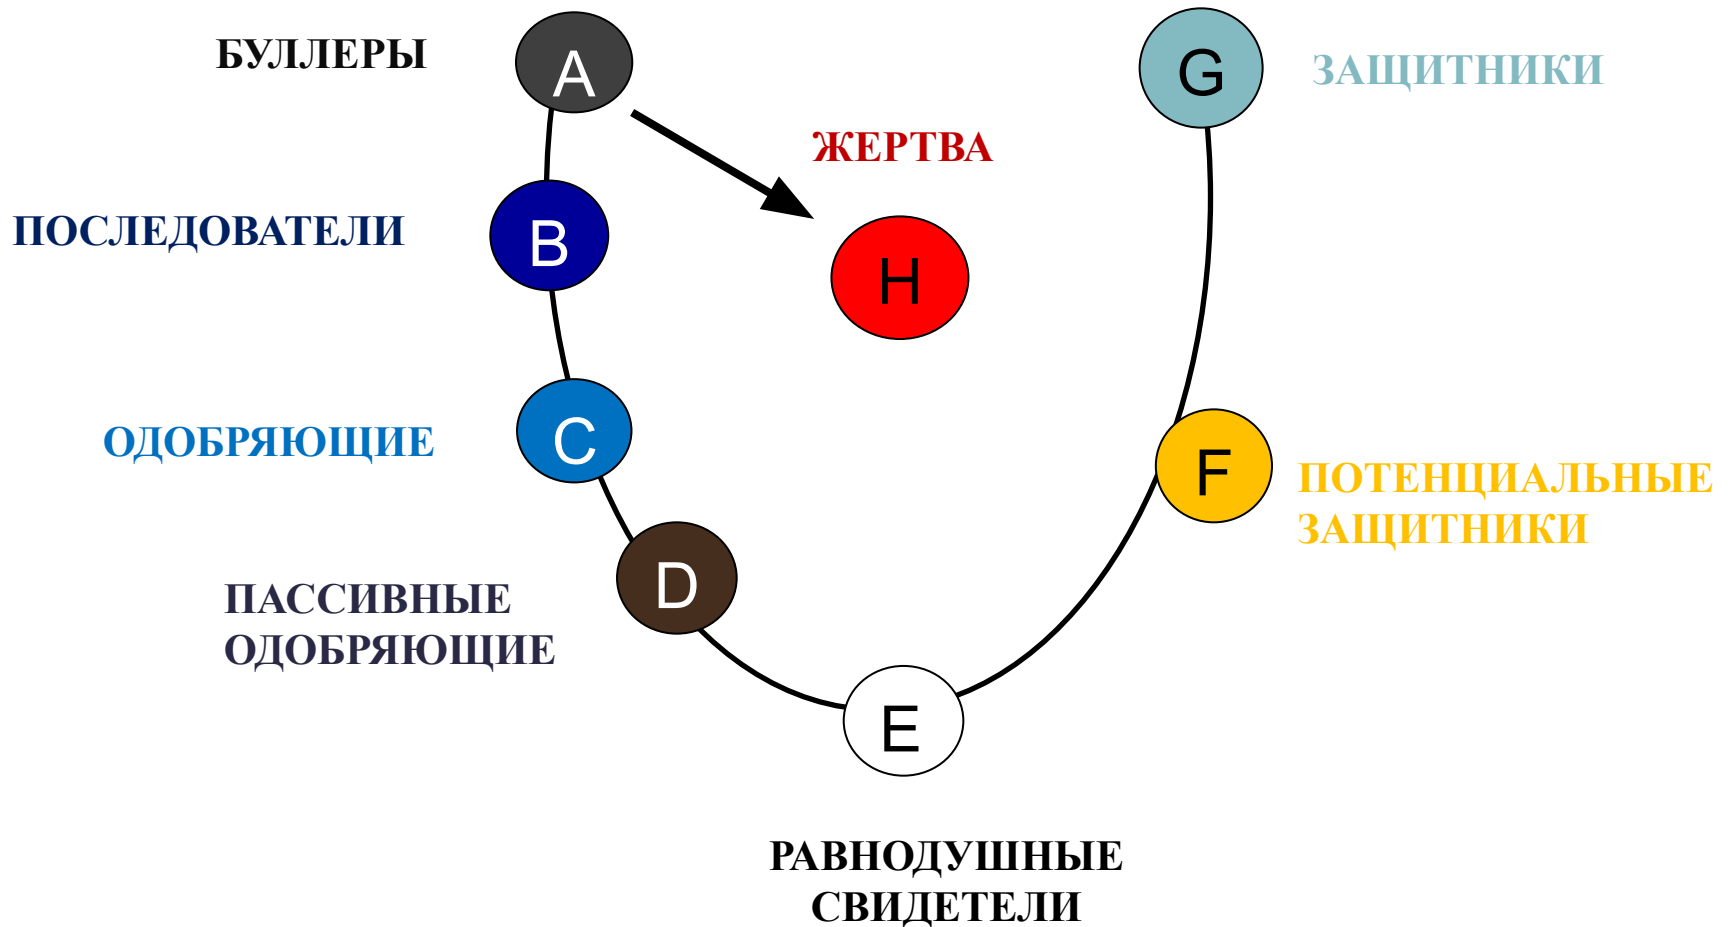 БУЛЛЕРЫ
A
G
ЗАЩИТНИКИ
ЖЕРТВА
ПОСЛЕДОВАТЕЛИ
B
H
ОДОБРЯЮЩИЕ
C
F
ПОТЕНЦИАЛЬНЫЕ
ЗАЩИТНИКИ
ПАССИВНЫЕ
ОДОБРЯЮЩИЕ
D
E
РАВНОДУШНЫЕ
СВИДЕТЕЛИ